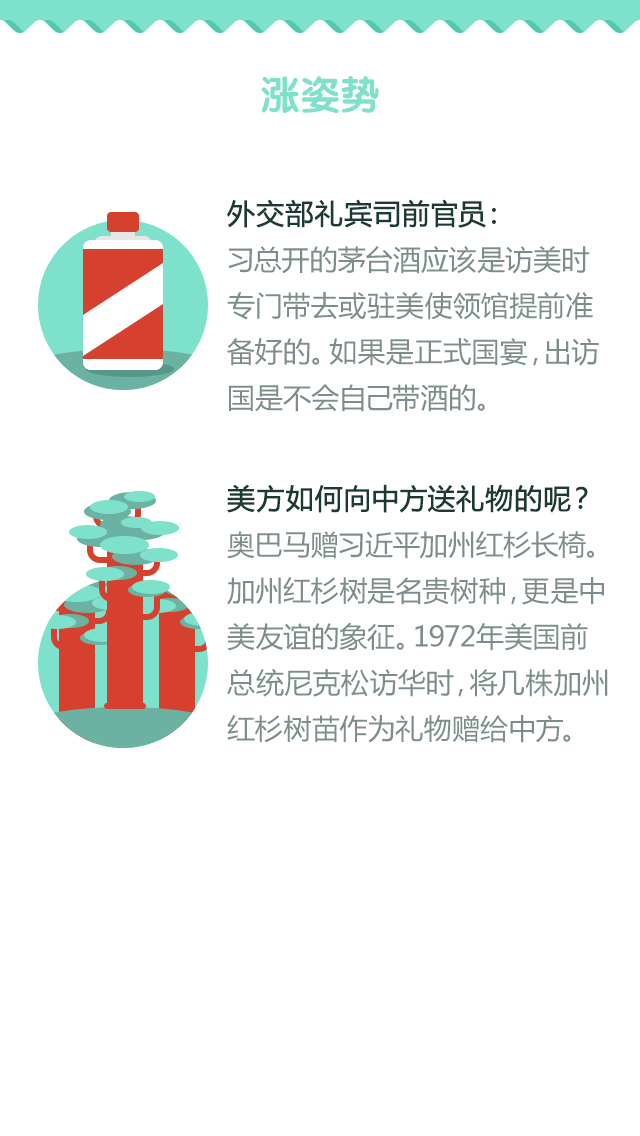 涨姿势
外交部礼宾司前官员：
习总开的茅台酒应该是访美时
专门带去或驻美使领馆提前准
备好的。如果是正式国宴，出访
国是不会自己带酒的。
美方如何向中方送礼物的呢？
奥巴马赠习近平加州红杉长椅。
加州红杉树是名贵树种，更是中
美友谊的象征。1972年美国前
总统尼克松访华时，将几株加州
红杉树苗作为礼物赠给中方。